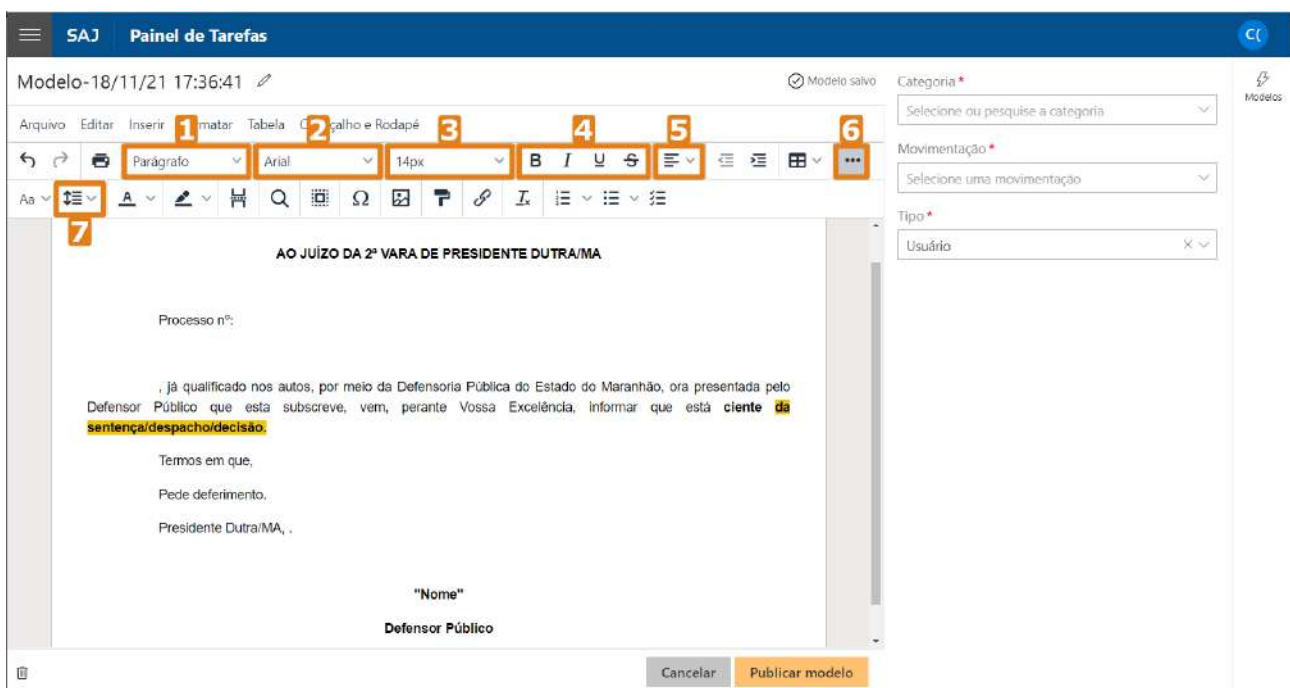 SAJ Painel de Tarefas C(
Modelo-18/11/21 17:36:41 Modelo salvo
Categoria *
Modelos
Selecione ou pesquise a categoria
Arquivo Editar Inserir 1 matar Tabela 2 çalho e Rodapé 3 4 5 6
Movimentação *
Parágrafo Arial 14px B I U S
Selecione uma movimentação
Aa A Ω
7
Tipo *
Usuário
AO JUÍZO DA 2ª VARA DE PRESIDENTE DUTRA/MA
Processo nº:
, já qualificado nos autos, por meio da Defensoria Pública do Estado do Maranhão, ora presentada pelo
Defensor Público que esta subscreve, vem, perante Vossa Excelência, informar que está ciente da
sentença/despacho/decisão.
Termos em que,
Pede deferimento.
Presidente Dutra/MA, .
"Nome"
Defensor Público
Cancelar Publicar modelo